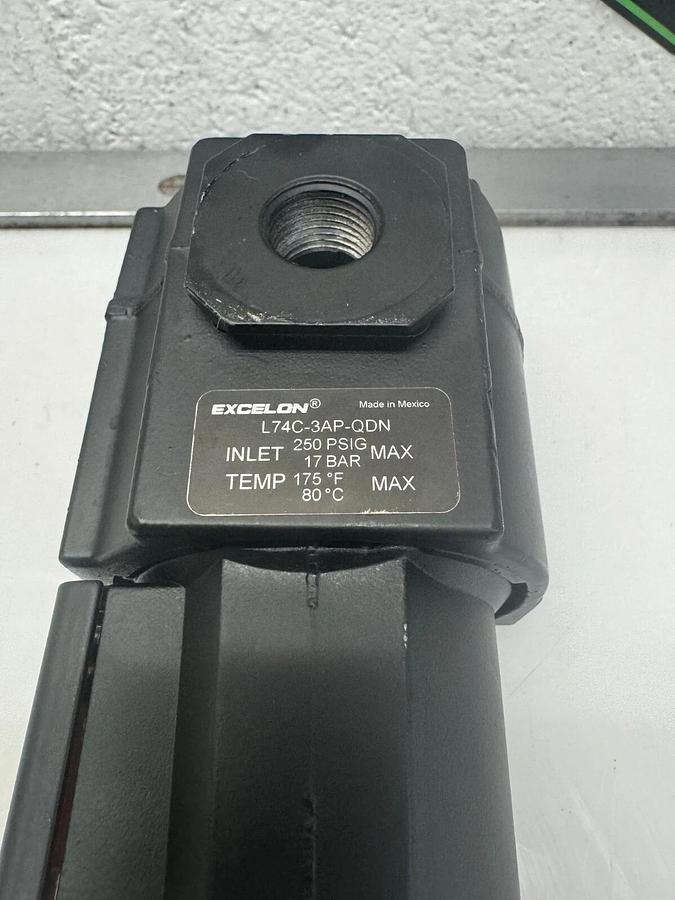 EXCELON® Made in Mexico
L74C-3AP-QDN
INLET 250 PSIG MAX
17 BAR
TEMP 175 °F MAX
80 °C